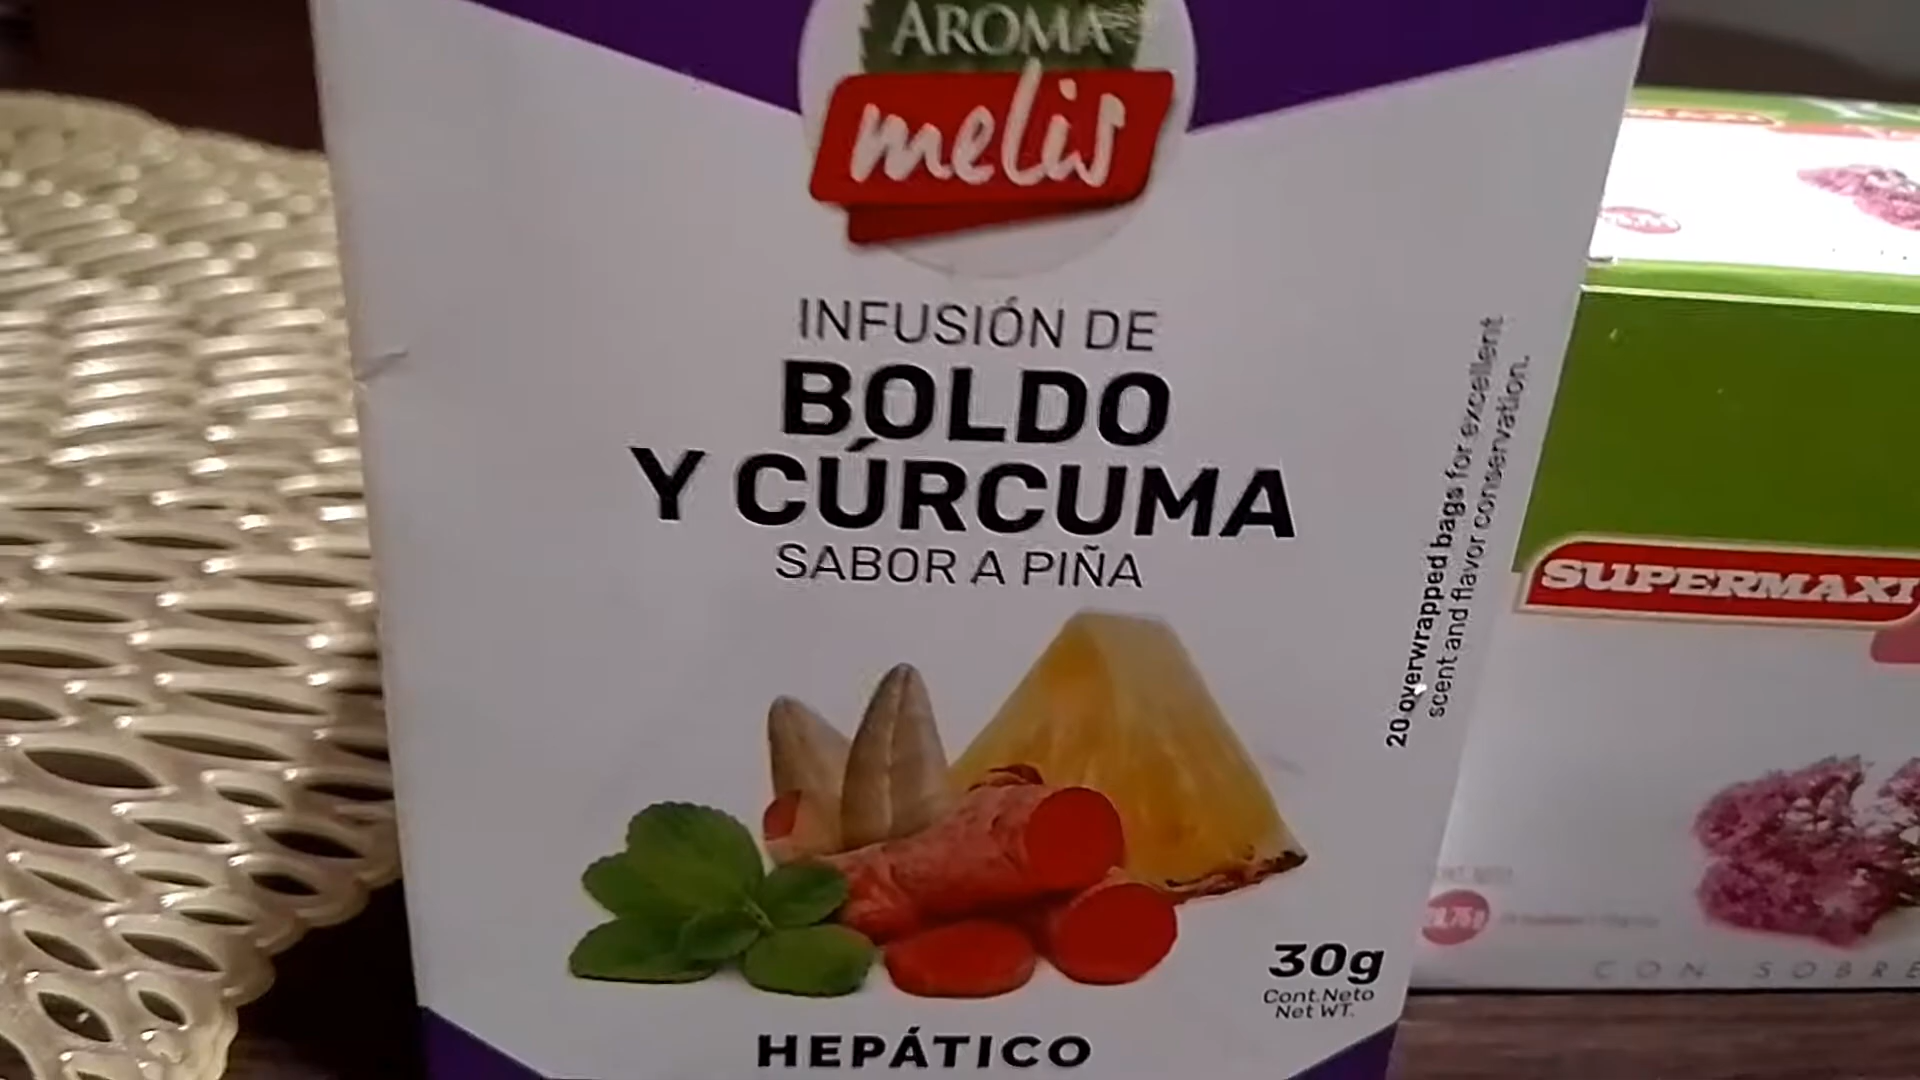 AROMA
melis
INFUSIÓN DE
BOLDO
Y CÚRCUMA
SABOR A PIÑA
20 overwrapped bags for excellent
scent and flavor conservation.
30g
Cont.Neto
Net WT.
HEPÁTICO
SUPERMAXI
CON SOBRE